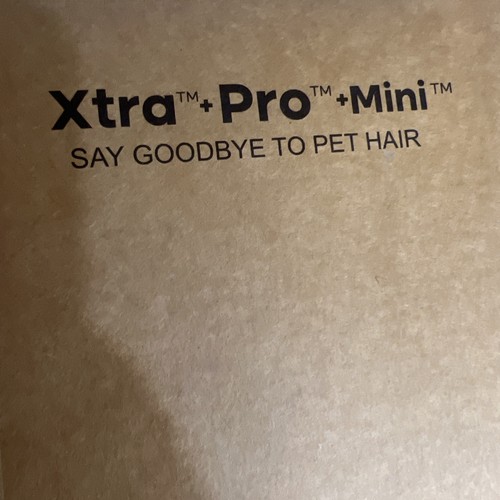 Xtra™+Pro™+Mini™
SAY GOODBYE TO PET HAIR